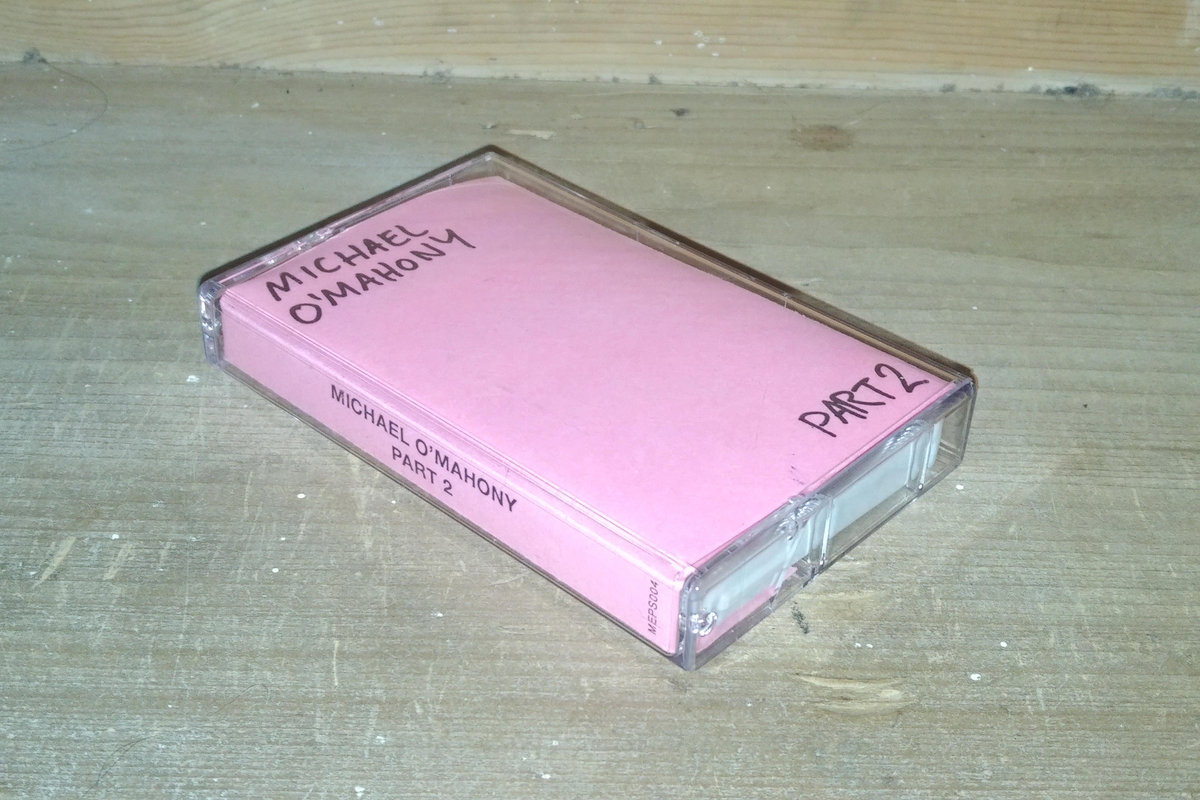 MICHAEL
O'MAHONY
PART 2
MICHAEL O'MAHONY
PART 2
MEPS004